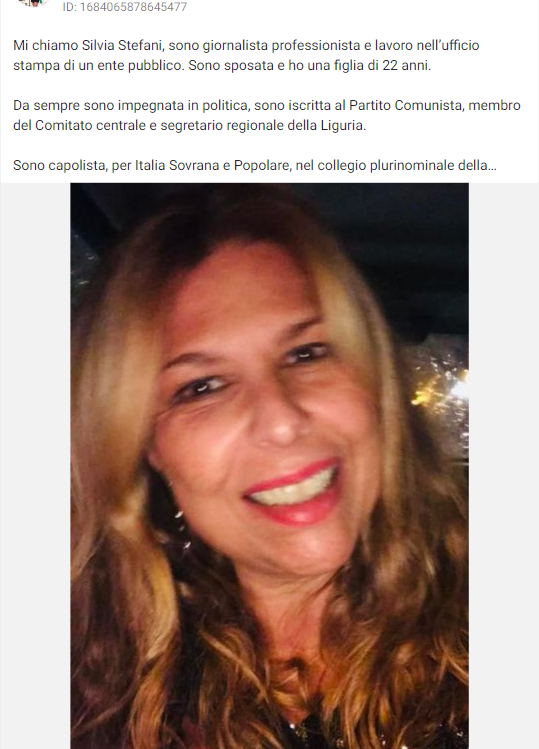 ID: 1684065878645477
Mi chiamo Silvia Stefani, sono giornalista professionista e lavoro nell'ufficio
stampa di un ente pubblico. Sono sposata e ho una figlia di 22 anni.
Da sempre sono impegnata in politica, sono iscritta al Partito Comunista, membro
del Comitato centrale e segretario regionale della Liguria.
Sono capolista, per Italia Sovrana e Popolare, nel collegio plurinominale della...